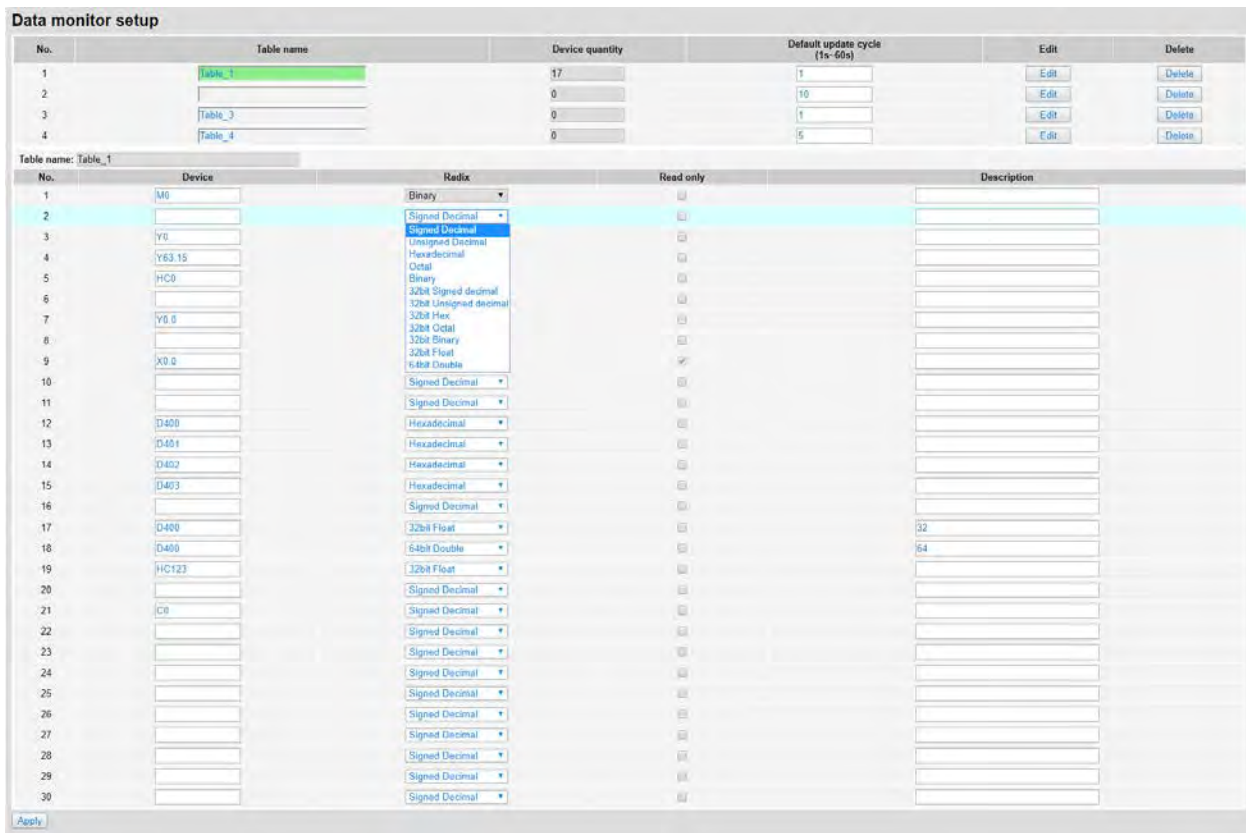 Data monitor setup
No. Table name Device quantity Default update cycle (1s~60s) Edit Delete
1 Table_1 17 1 Edit Delete
2 0 10 Edit Delete
3 Table_3 0 1 Edit Delete
4 Table_4 0 5 Edit Delete
Table name: Table_1
No. Device Radix Read only Description
1 M0 Binary
2 Signed Decimal
Signed Decimal
3 Y0
Unsigned Decimal
4 Y63.15
Hexadecimal
Octal
5 HC0
Binary
6
32bit Signed decimal
32bit Unsigned decimal
7 Y0.0
32bit Hex
32bit Octal
8
32bit Binary
9 X0.0
32bit Float
64bit Double
10 Signed Decimal
11 Signed Decimal
12 D400 Hexadecimal
13 D401 Hexadecimal
14 D402 Hexadecimal
15 D403 Hexadecimal
16 Signed Decimal
17 D400 32bit Float 32
18 D400 64bit Double 64
19 HC123 32bit Float
20 Signed Decimal
21 C0 Signed Decimal
22 Signed Decimal
23 Signed Decimal
24 Signed Decimal
25 Signed Decimal
26 Signed Decimal
27 Signed Decimal
28 Signed Decimal
29 Signed Decimal
30 Signed Decimal
Apply